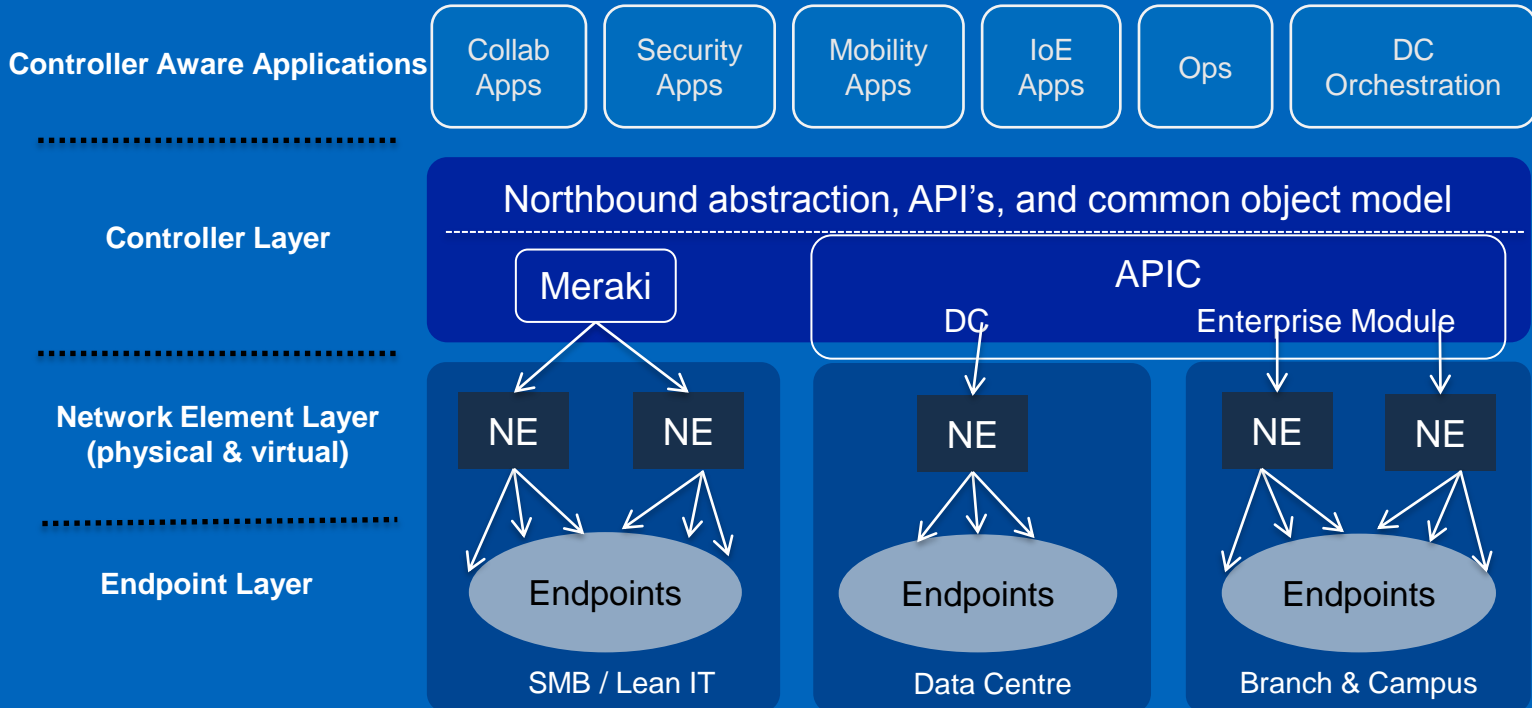 Controller Aware Applications
Collab
Apps
Security
Apps
Mobility
Apps
IoE
Apps
Ops
DC
Orchestration
Controller Layer
Northbound abstraction, API's, and common object model
Meraki
APIC
DC
Enterprise Module
Network Element Layer
(physical & virtual)
NE
NE
NE
NE
NE
Endpoint Layer
Endpoints
Endpoints
Endpoints
SMB / Lean IT
Data Centre
Branch & Campus